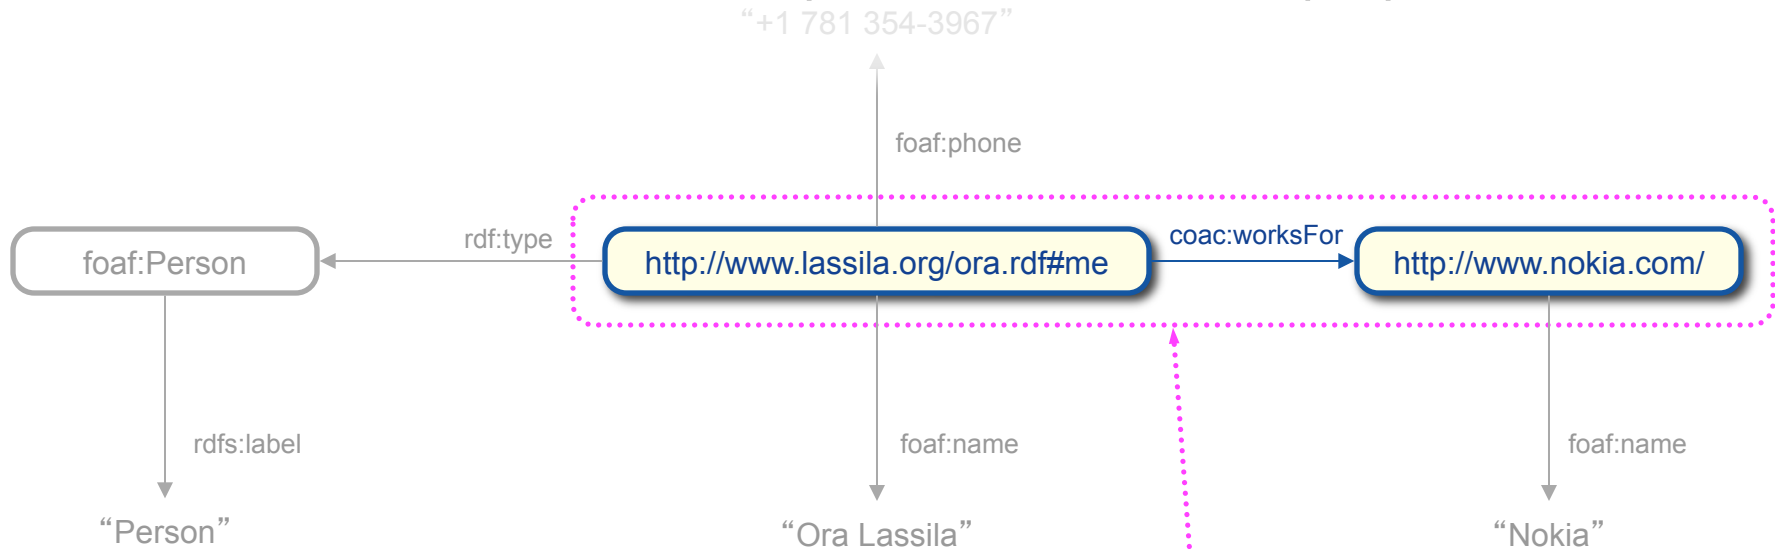 “+1 781 354-3967”
foaf:phone
rdf:type
coac:worksFor
foaf:Person
http://www.lassila.org/ora.rdf#me
http://www.nokia.com/
rdfs:label
foaf:name
foaf:name
“Person”
“Ora Lassila”
“Nokia”